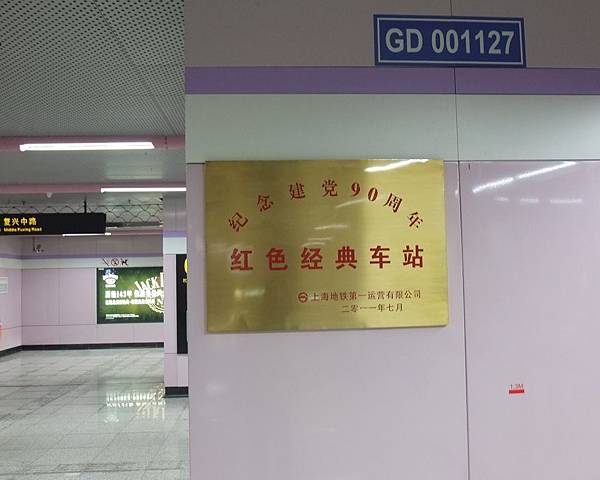 GD 001127
纪念建党90周年
红色经典车站
上海地铁第一运营有限公司
二零一一年七月
复兴中路
Middle Fuxing Road
1.3M